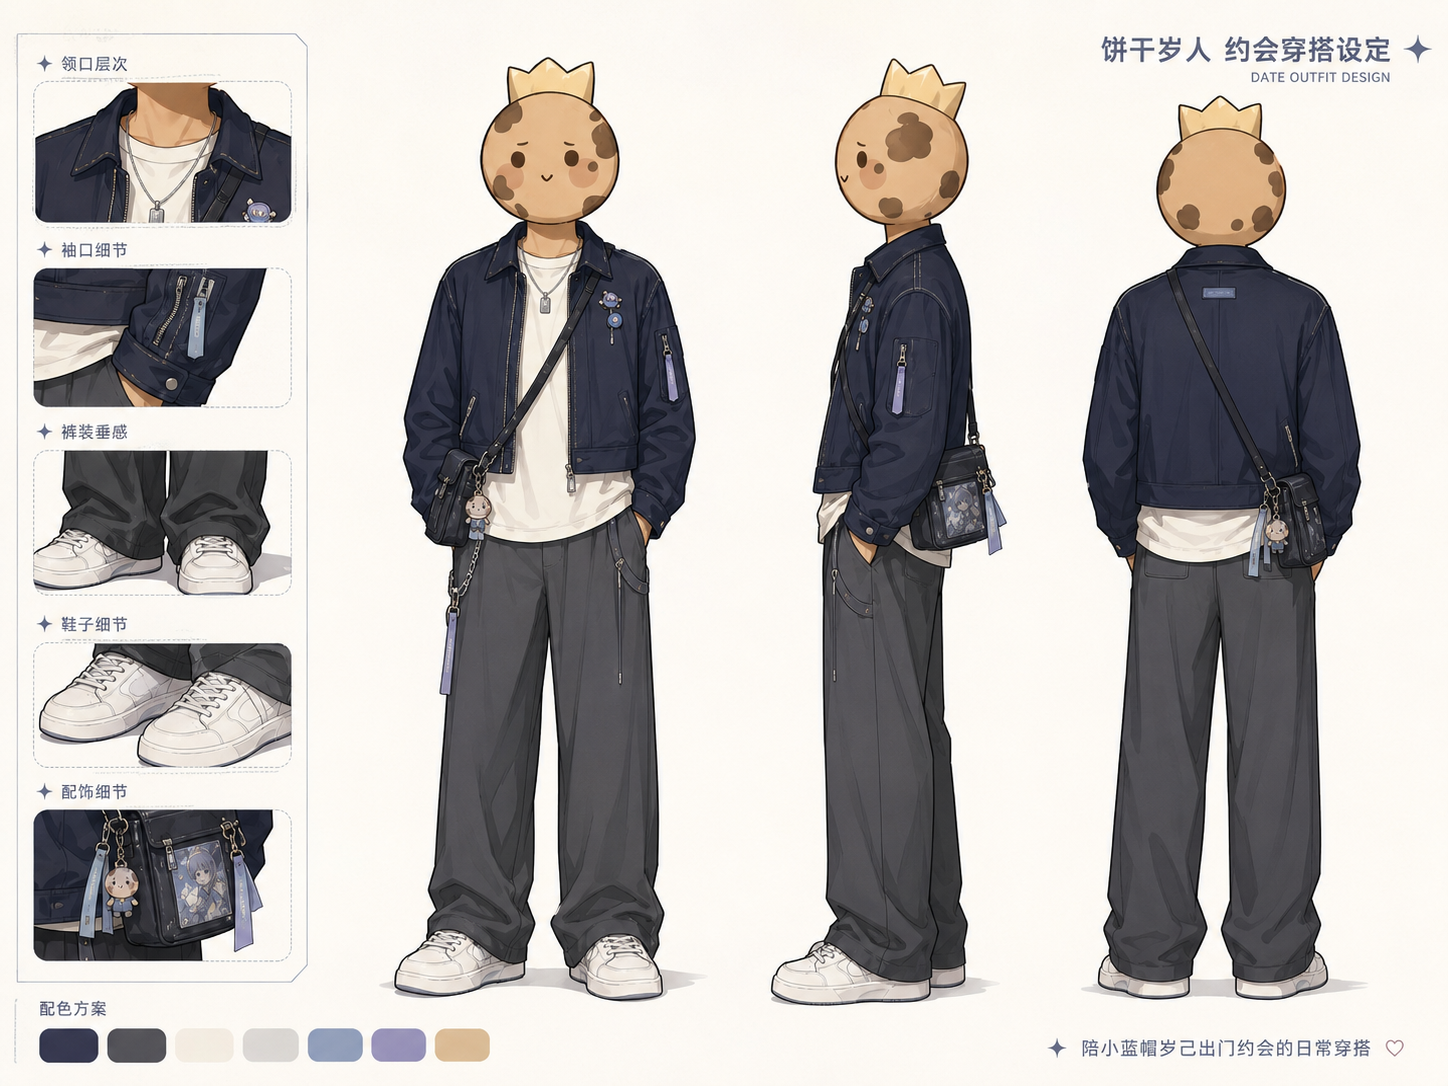 饼干岁人 约会穿搭设定
DATE OUTFIT DESIGN
领口层次
袖口细节
裤装垂感
鞋子细节
配饰细节
配色方案
陪小蓝帽岁己出门约会的日常穿搭